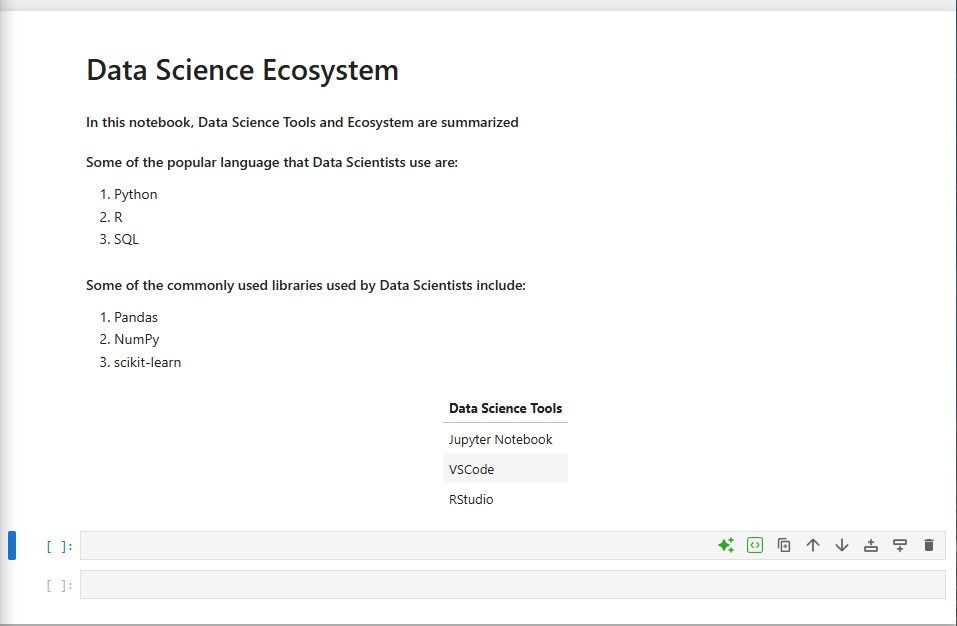 Data Science Ecosystem
In this notebook, Data Science Tools and Ecosystem are summarized
Some of the popular language that Data Scientists use are:
1. Python
2. R
3. SQL
Some of the commonly used libraries used by Data Scientists include:
1. Pandas
2. NumPy
3. scikit-learn
Data Science Tools
Jupyter Notebook
VSCode
RStudio
[ ]:
[ ]: